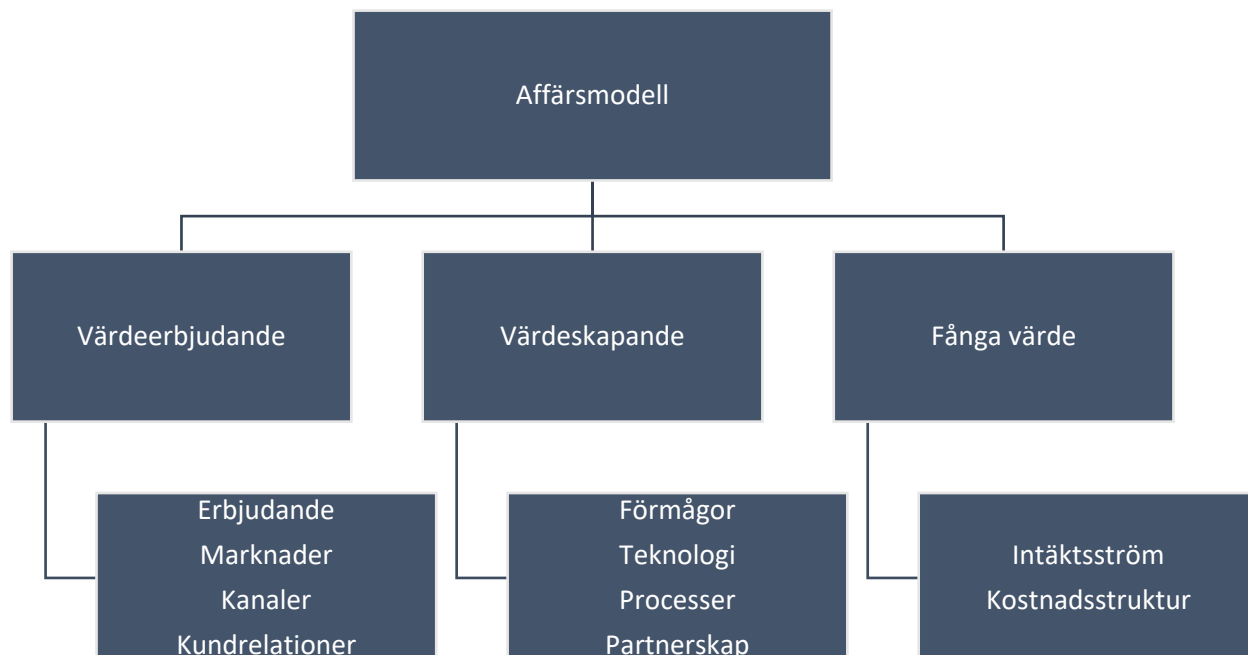 Affärsmodell
Värdeerbjudande
Värdeskapande
Fånga värde
Erbjudande
Marknader
Kanaler
Kundrelationer
Förmågor
Teknologi
Processer
Partnerskap
Intäktsström
Kostnadsstruktur